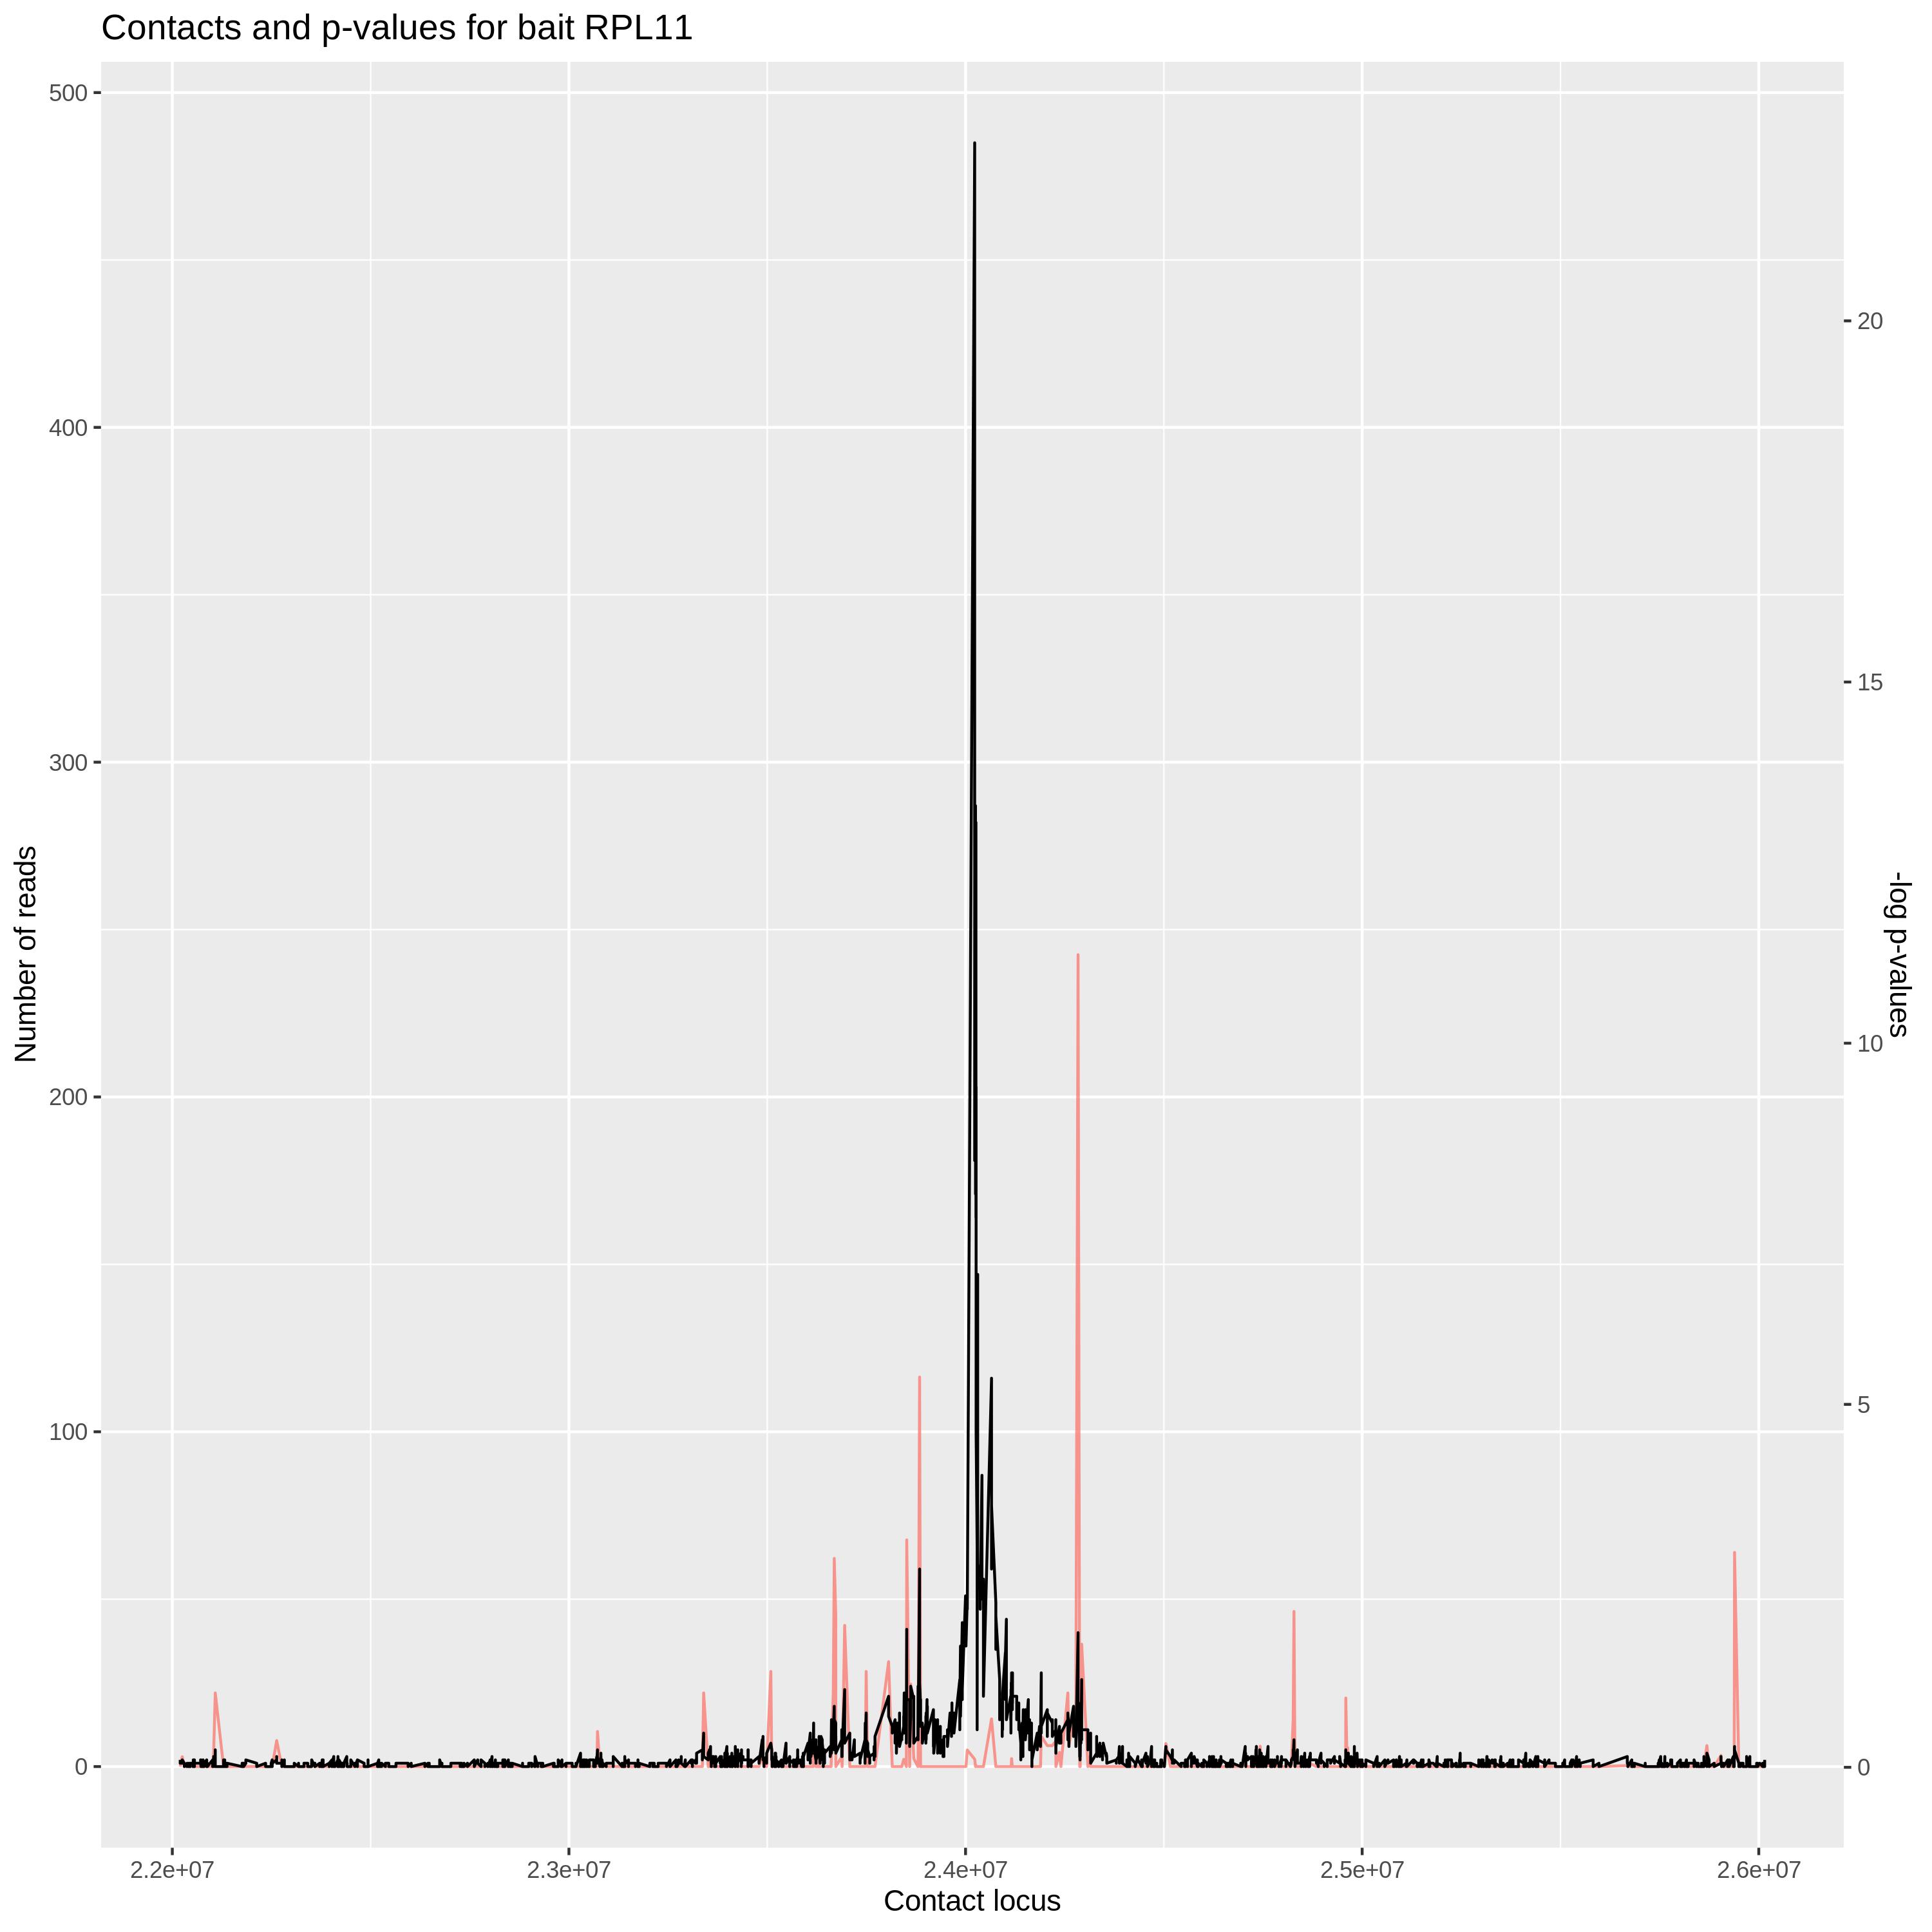 Contacts and p-values for bait RPL11
500
400
300
200
100
0
Number of reads
20
15
10
5
0
-log p-values
2.2e+07 2.3e+07 2.4e+07 2.5e+07 2.6e+07
Contact locus